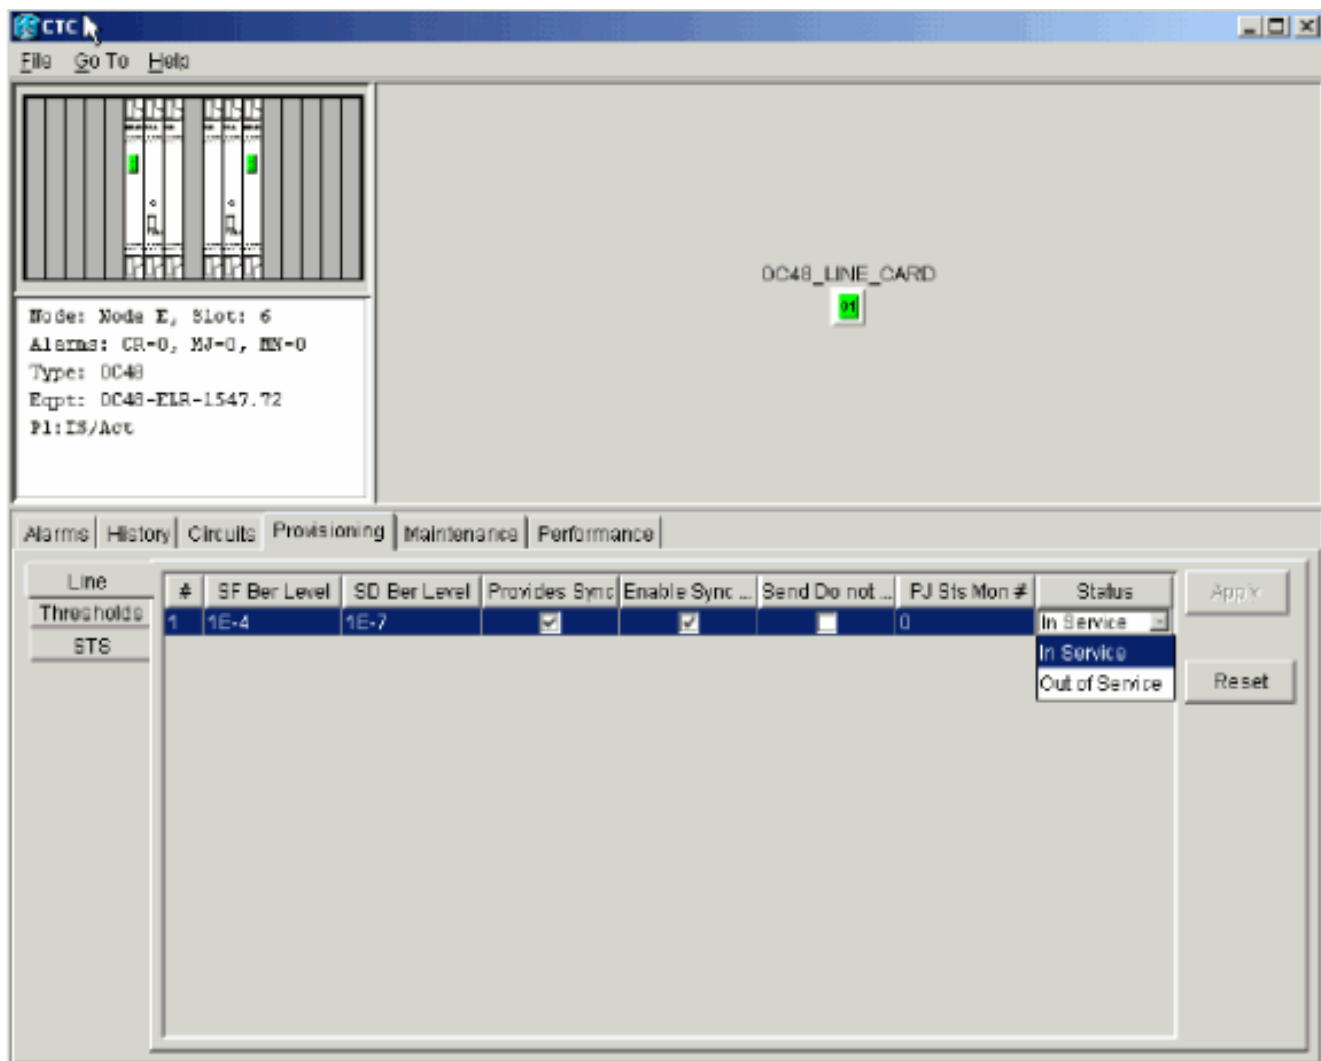 CTC
File Go To Help
OC48_LINE_CARD
01
Node: Node E, Slot: 6
Alarms: CR-0, MJ-0, MN-0
Type: OC48
Eqpt: OC48-ELR-1547.72
P1:IS/Act
Alarms History Circuits Provisioning Maintenance Performance
Line
Thresholds
STS
# SF Ber Level SD Ber Level Provides Sync Enable Sync ... Send Do not ... PJ Sts Mon # Status
1 1E-4 1E-7 0 In Service
In Service
Out of Service
Apply
Reset